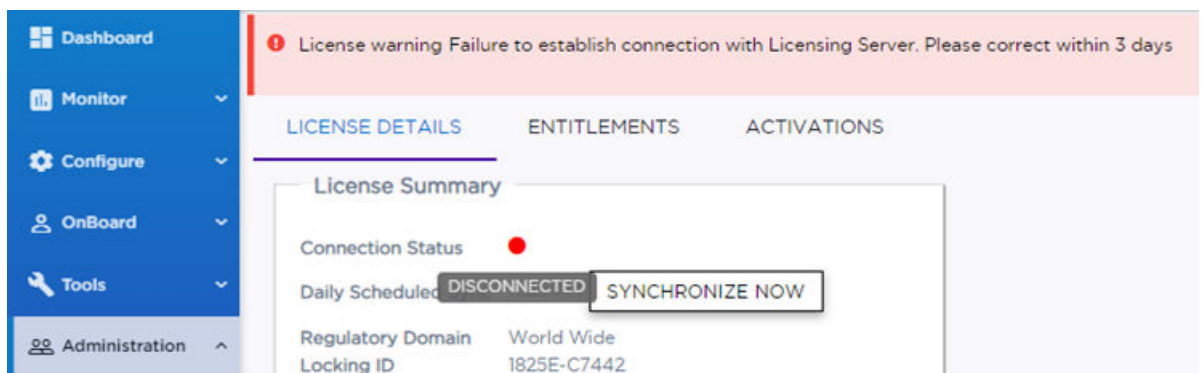 Dashboard
Monitor
Configure
OnBoard
Tools
Administration
License warning Failure to establish connection with Licensing Server. Please correct within 3 days
LICENSE DETAILS ENTITLEMENTS ACTIVATIONS
License Summary
Connection Status
Daily Scheduled DISCONNECTED SYNCHRONIZE NOW
Regulatory Domain World Wide
Locking ID 1825E-C7442